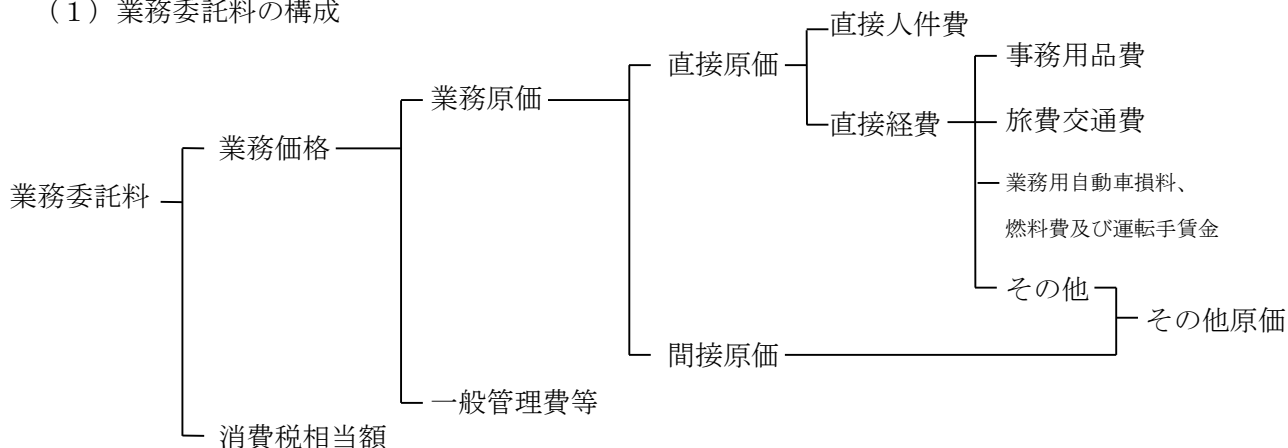 （１）業務委託料の構成
直接人件費
事務用品費
直接原価
業務原価
直接経費
旅費交通費
業務価格
業務用自動車損料、
業務委託料
燃料費及び運転手賃金
その他
その他原価
間接原価
一般管理費等
消費税相当額